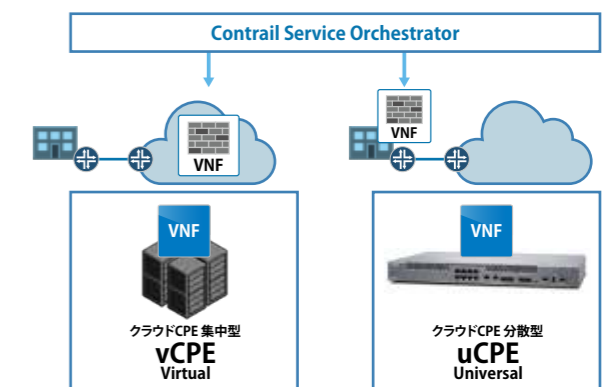 Contrail Service Orchestrator
VNF
VNF
VNF
クラウドCPE 集中型
vCPE
Virtual
VNF
クラウドCPE 分散型
uCPE
Universal